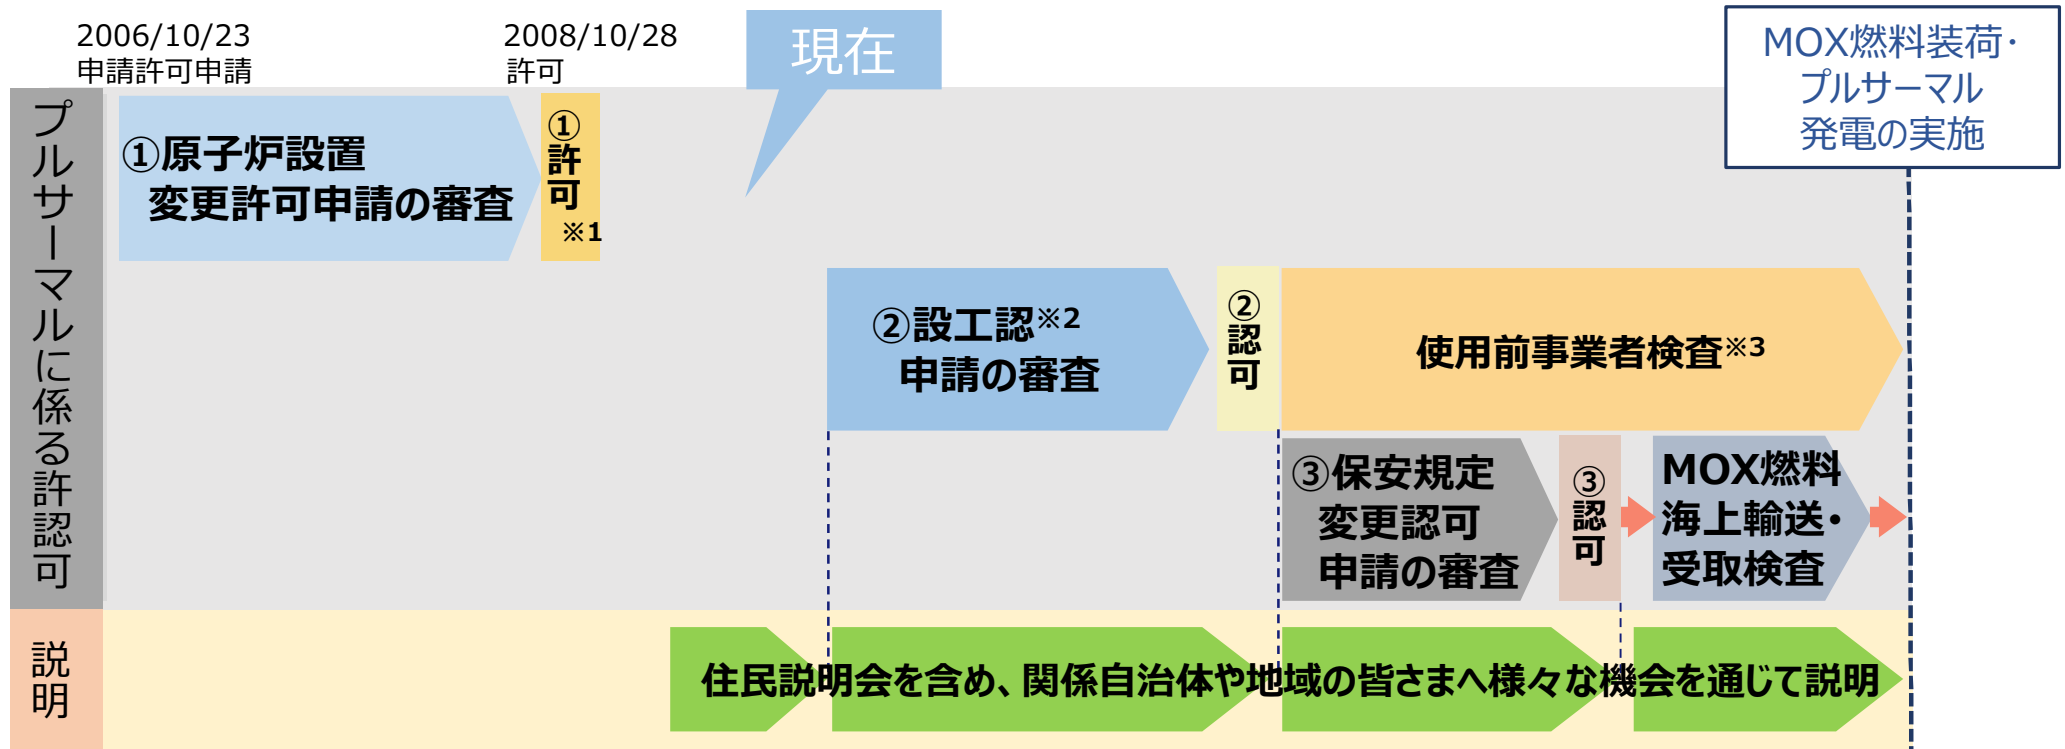 2006/10/23
申請許可申請
2008/10/28
許可
現在
MOX燃料装荷・
プルサーマル
発電の実施
プルサーマルに係る許認可
①原子炉設置
変更許可申請の審査
①許可
※1
②設工認※2
申請の審査
②認可
使用前事業者検査※3
③保安規定
変更認可
申請の審査
③認可
MOX燃料
海上輸送・
受取検査
説明
住民説明会を含め、関係自治体や地域の皆さまへ様々な機会を通じて説明